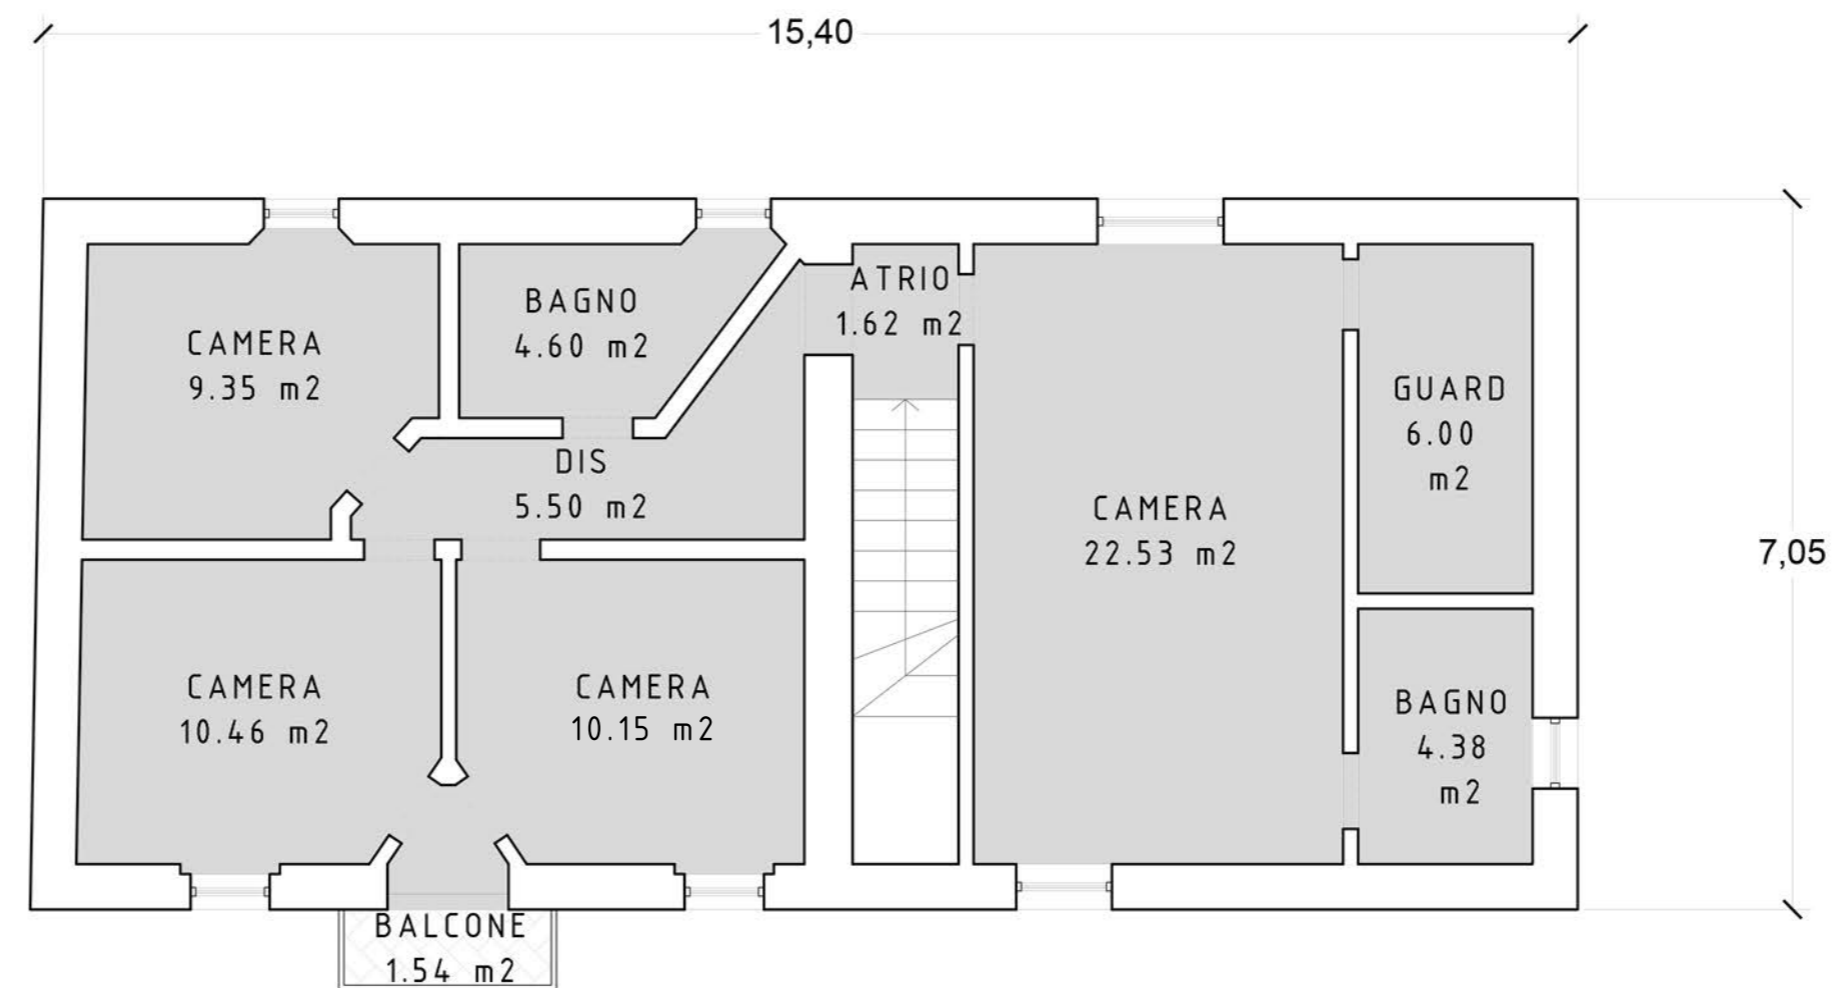 15,40
ATRIO
1.62 m2
BAGNO
4.60 m2
CAMERA
9.35 m2
GUARD
6.00
m2
DIS
5.50 m2
CAMERA
22.53 m2
7,05
CAMERA
10.46 m2
CAMERA
10.15 m2
BAGNO
4.38
m2
BALCONE
1.54 m2